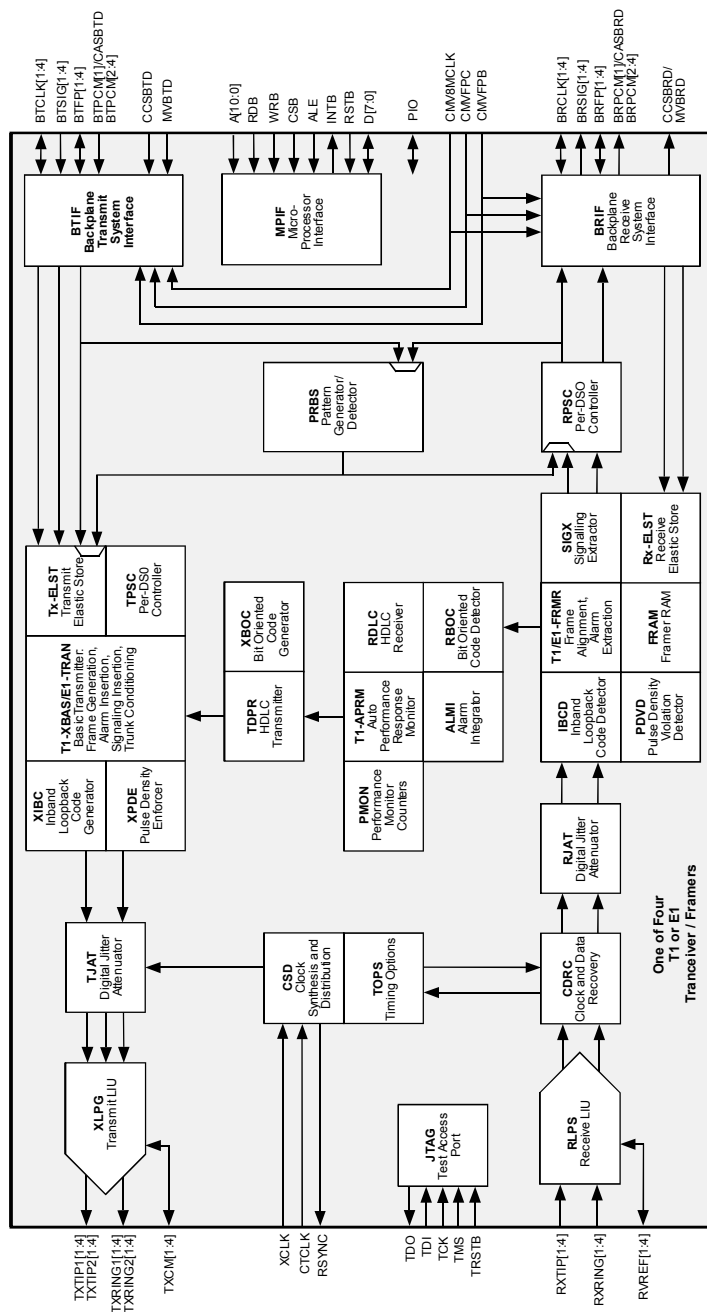 BTCLK[1:4]
BTSIG[1:4]
BTFP[1:4]
BTPCM[1]/CASBTD
BTPCM[2:4]
CCSBTD
MVBTD
A[10:0]
RDB
WRB
CSB
ALE
INTB
RSTB
D[7:0]
PIO
CMV8MCLK
CMVFPC
CMVFPB
BRCLK[1:4]
BRSIG[1:4]
BRFP[1:4]
BRPCM[1]/CASBRD
BRPCM[2:4]
CCSBRD/
MVBRD
BTIF
Backplane
Transmit
System
Interface
MPIF
Micro-
Processor
Interface
BRIF
Backplane
Receive
System
Interface
PRBS
Pattern
Generator/
Detector
RPSC
Per-DSO
Controller
Tx-ELST
Transmit
Elastic Store
TPSC
Per-DS0
Controller
SIGX
Signalling
Extractor
Rx-ELST
Receive
Elastic Store
T1-XBAS/E1-TRAN
Basic Transmitter:
Frame Generation,
Alarm Insertion,
Signaling Insertion,
Trunk Conditioning
XBOC
Bit Oriented
Code
Generator
TDPR
HDLC
Transmitter
RDLC
HDLC
Receiver
RBOC
Bit Oriented
Code Detector
T1/E1-FRMR
Frame
Alignment,
Alarm
Extraction
FRAM
Framer RAM
T1-APRM
Auto
Performance
Response
Monitor
ALMI
Alarm
Integrator
IBCD
Inband
Loopback
Code Detector
PDVD
Pulse Density
Violation
Detector
XIBC
Inband
Loopback
Code
Generator
XPDE
Pulse Density
Enforcer
PMON
Performance
Monitor
Counters
RJAT
Digital Jitter
Attenuator
TJAT
Digital Jitter
Attenuator
CSD
Clock
Synthesis and
Distribution
TOPS
Timing Options
CDRC
Clock and Data
Recovery
One of Four
T1 or E1
Tranceiver / Framers
XLPG
Transmit LIU
JTAG
Test Access
Port
RLPS
Receive LIU
TXTIP1[1:4]
TXTIP2[1:4]
TXRING1[1:4]
TXRING2[1:4]
TXCM[1:4]
XCLK
CTCLK
RSYNC
TDO
TDI
TCK
TMS
TRSTB
RXTIP[1:4]
RXRING[1:4]
RVREF[1:4]